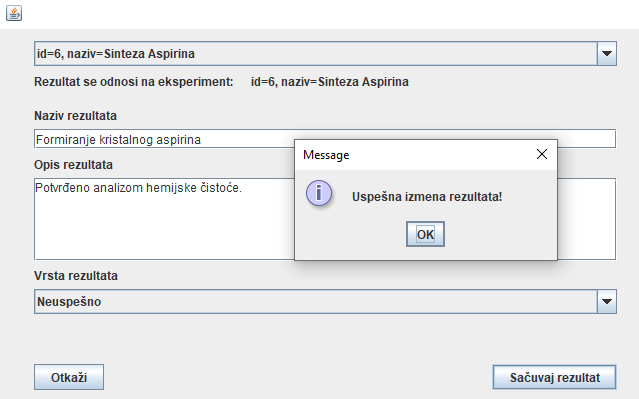 id=6, naziv=Sinteza Aspirina
Rezultat se odnosi na eksperiment: id=6, naziv=Sinteza Aspirina
Naziv rezultata
Formiranje kristalnog aspirina
Message
Opis rezultata
Potvrđeno analizom hemijske čistoće.
Uspešna izmena rezultata!
OK
Vrsta rezultata
Neuspešno
Otkaži
Sačuvaj rezultat